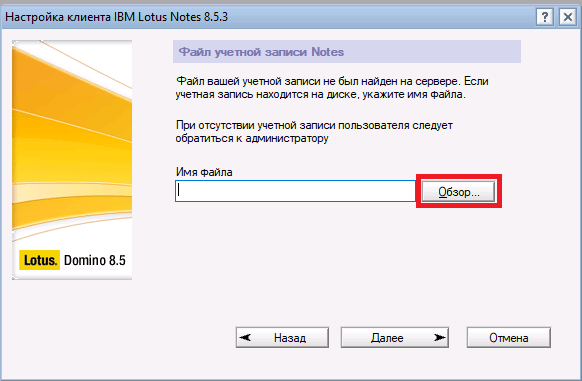 Настройка клиента IBM Lotus Notes 8.5.3
Файл учетной записи Notes
Файл вашей учетной записи не был найден на сервере. Если
учетная запись находится на диске, укажите имя файла.
При отсутствии учетной записи пользователя следует
обратиться к администратору
Имя файла
Обзор...
Lotus. Domino 8.5
Назад
Далее
Отмена